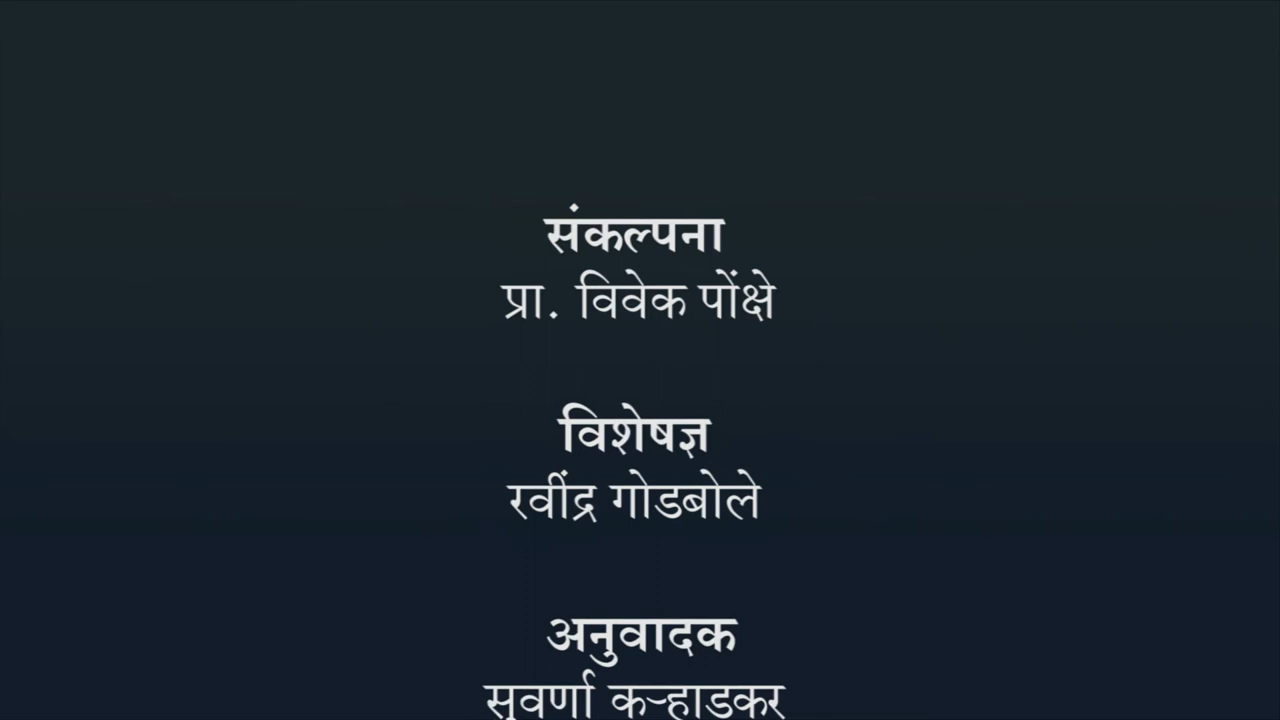 संकल्पना
प्रा. विवेक पोंक्षे
विशेषज्ञ
रवींद्र गोडबोले
अनुवादक
सुवर्णा कऱ्हाडकर